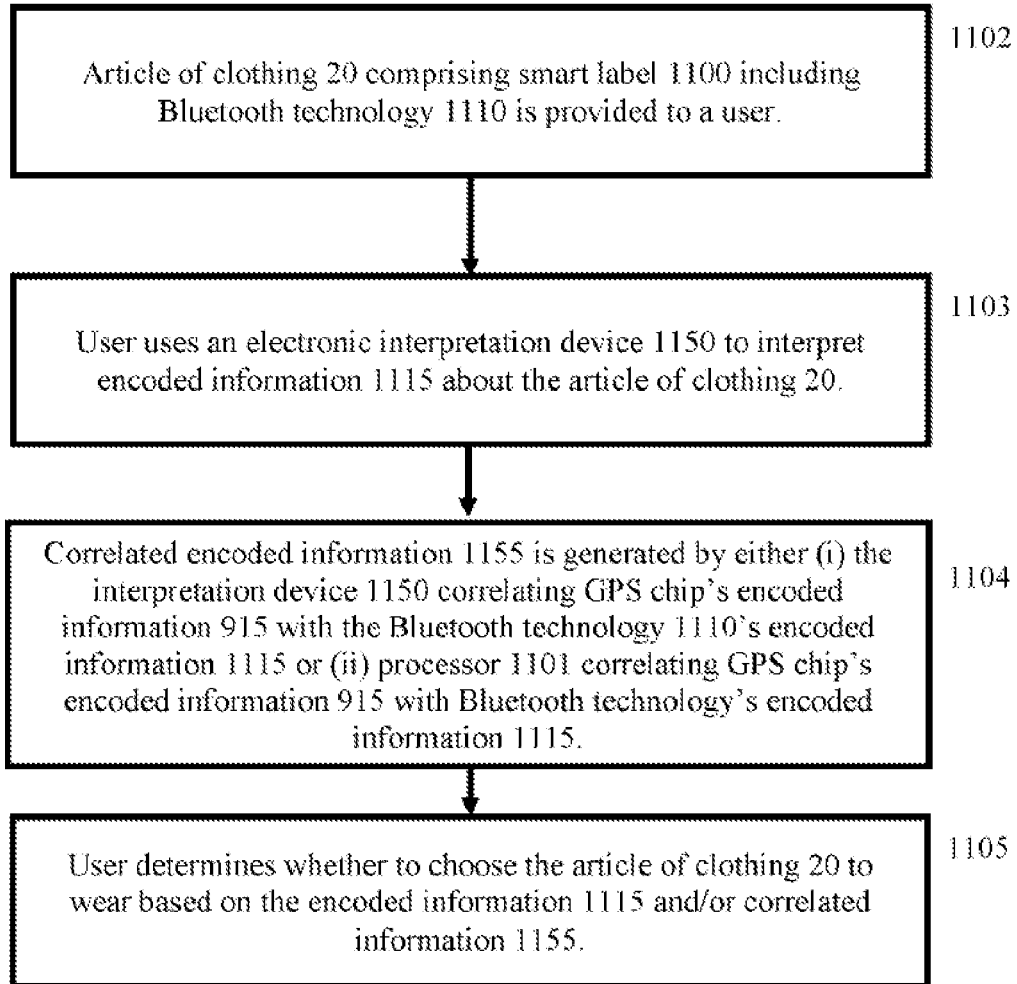 1102
Article of clothing 20 comprising smart label 1100 including
Bluetooth technology 1110 is provided to a user.
1103
User uses an electronic interpretation device 1150 to interpret
encoded information 1115 about the article of clothing 20.
Correlated encoded information 1155 is generated by either (i) the
interpretation device 1150 correlating GPS chip's encoded
information 915 with the Bluetooth technology 1110's encoded
information 1115 or (ii) processor 1101 correlating GPS chip's
encoded information 915 with Bluetooth technology's encoded
information 1115.
1104
User determines whether to choose the article of clothing 20 to
wear based on the encoded information 1115 and/or correlated
information 1155.
1105